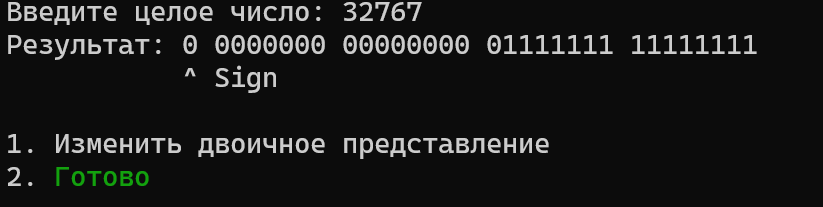 Введите целое число: 32767
Результат: 0 0000000 00000000 01111111 11111111
^ Sign
1. Изменить двоичное представление
2. Готово